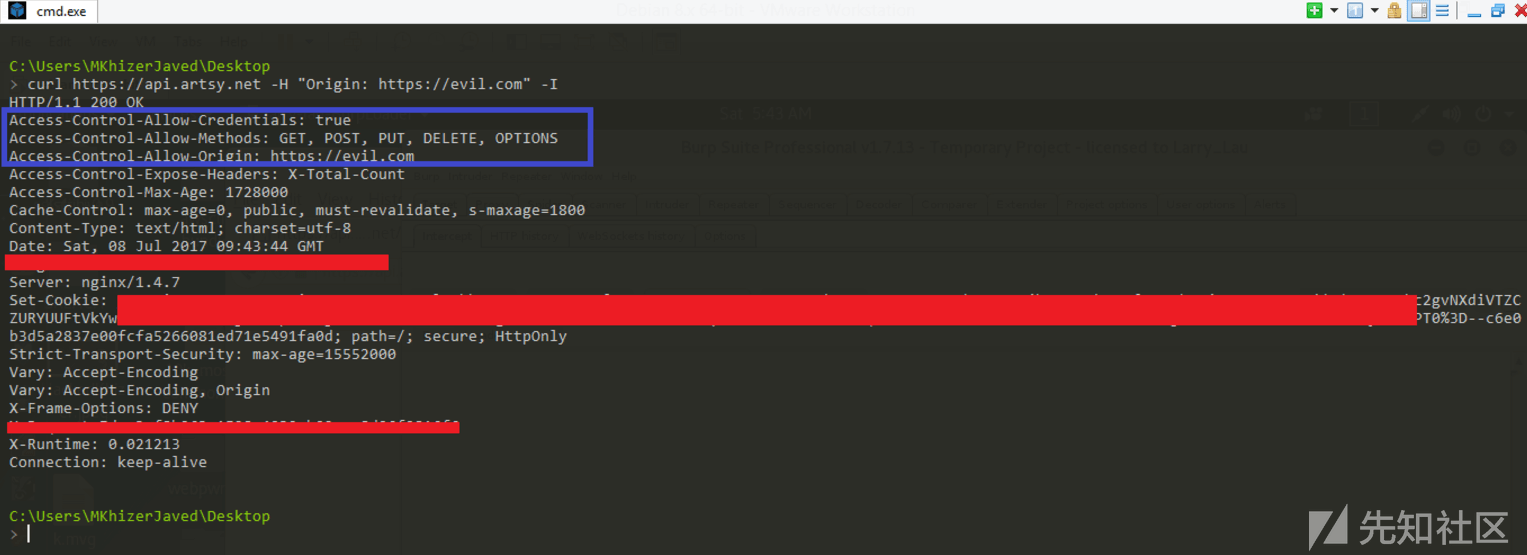 cmd.exe
C:\Users\MKhizerJaved\Desktop
> curl https://api.artsy.net -H "Origin: https://evil.com" -I
HTTP/1.1 200 OK
Access-Control-Allow-Credentials: true
Access-Control-Allow-Methods: GET, POST, PUT, DELETE, OPTIONS
Access-Control-Allow-Origin: https://evil.com
Access-Control-Expose-Headers: X-Total-Count
Access-Control-Max-Age: 1728000
Cache-Control: max-age=0, public, must-revalidate, s-maxage=1800
Content-Type: text/html; charset=utf-8
Date: Sat, 08 Jul 2017 09:43:44 GMT
Server: nginx/1.4.7
Set-Cookie: c2gvNXdiVTZC
ZURYUUFtVkYw PT0%3D--c6e0
b3d5a2837e00fcfa5266081ed71e5491fa0d; path=/; secure; HttpOnly
Strict-Transport-Security: max-age=15552000
Vary: Accept-Encoding
Vary: Accept-Encoding, Origin
X-Frame-Options: DENY
X-Runtime: 0.021213
Connection: keep-alive
C:\Users\MKhizerJaved\Desktop
>
先知社区